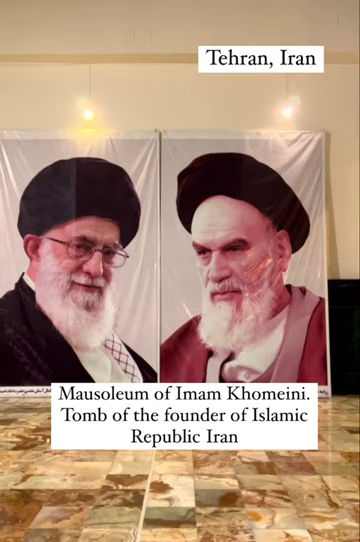 Tehran, Iran
Mausoleum of Imam Khomeini.
Tomb of the founder of Islamic
Republic Iran